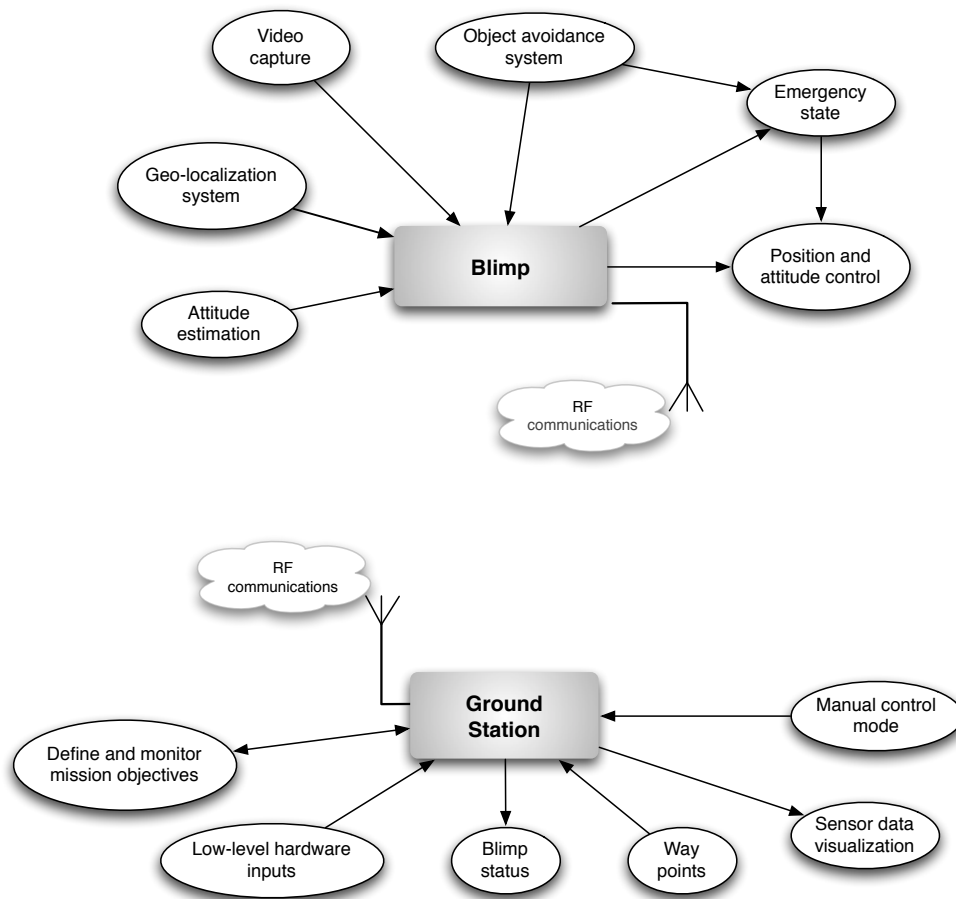 Video
capture
Object avoidance
system
Emergency
state
Geo-localization
system
Blimp
Position and
attitude control
Attitude
estimation
RF
communications
RF
communications
Ground
Station
Manual control
mode
Define and monitor
mission objectives
Low-level hardware
inputs
Blimp
status
Way
points
Sensor data
visualization